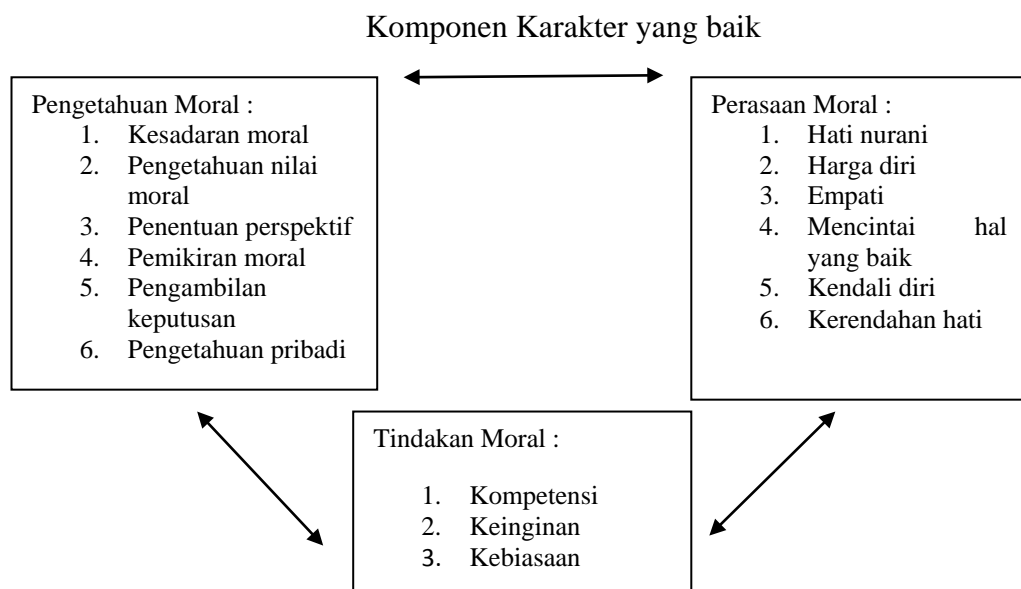 Komponen Karakter yang baik
Pengetahuan Moral :
1. Kesadaran moral
2. Pengetahuan nilai
moral
3. Penentuan perspektif
4. Pemikiran moral
5. Pengambilan
keputusan
6. Pengetahuan pribadi
Perasaan Moral :
1. Hati nurani
2. Harga diri
3. Empati
4. Mencintai hal
yang baik
5. Kendali diri
6. Kerendahan hati
Tindakan Moral :
1. Kompetensi
2. Keinginan
3. Kebiasaan